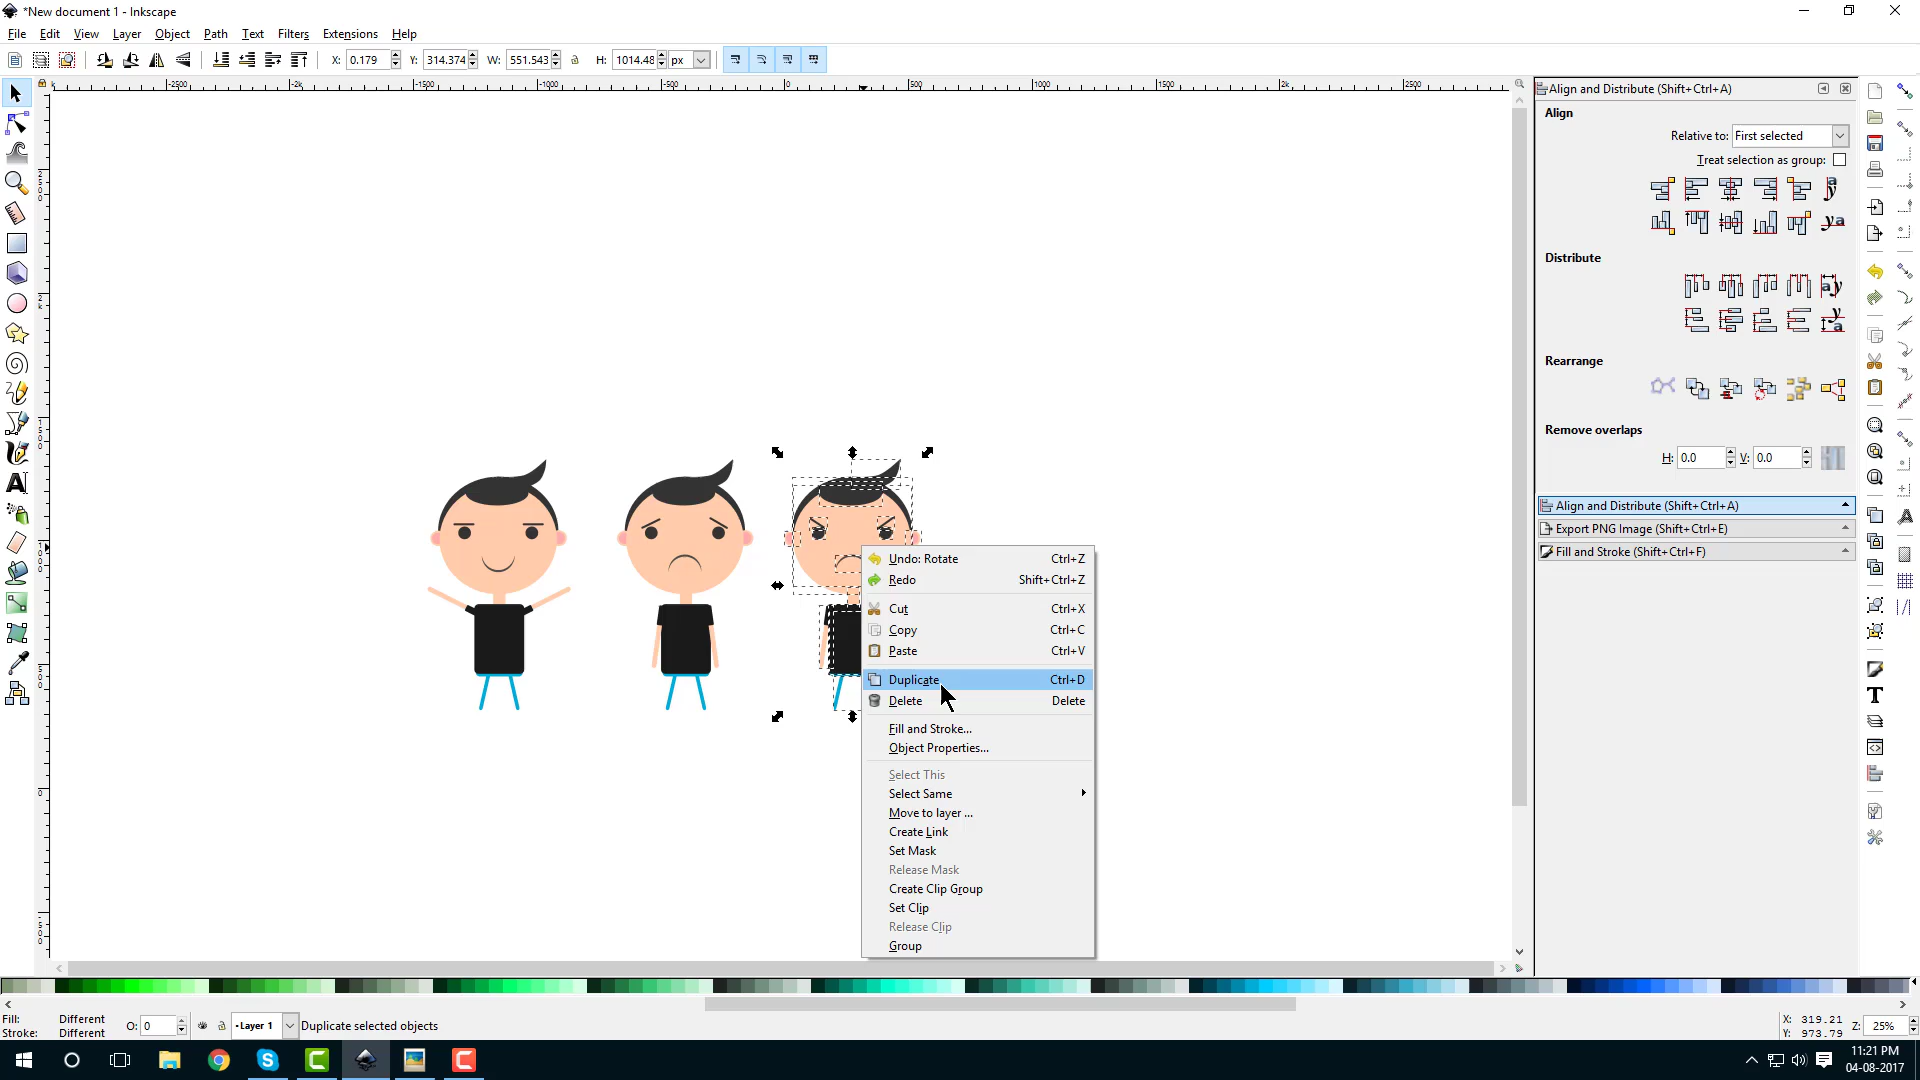 *New document 1 - Inkscape
File Edit View Layer Object Path Text Filters Extensions Help
X: 0.179 Y: 314.374 W: 551.543 H: 1014.48 px
Align and Distribute (Shift+Ctrl+A)
Align
Relative to: First selected
Treat selection as group:
Distribute
Rearrange
Remove overlaps
H: 0.0 V: 0.0
Align and Distribute (Shift+Ctrl+A)
Export PNG Image (Shift+Ctrl+E)
Fill and Stroke (Shift+Ctrl+F)
Undo: Rotate Ctrl+Z
Redo Shift+Ctrl+Z
Cut Ctrl+X
Copy Ctrl+C
Paste Ctrl+V
Duplicate Ctrl+D
Delete Delete
Fill and Stroke...
Object Properties...
Select This
Select Same
Move to layer ...
Create Link
Set Mask
Release Mask
Create Clip Group
Set Clip
Release Clip
Group
Fill: Different
Stroke: Different
O: 0
Layer 1
Duplicate selected objects
X: 319.21
Y: 973.79
Z: 25%
11:21 PM
04-08-2017